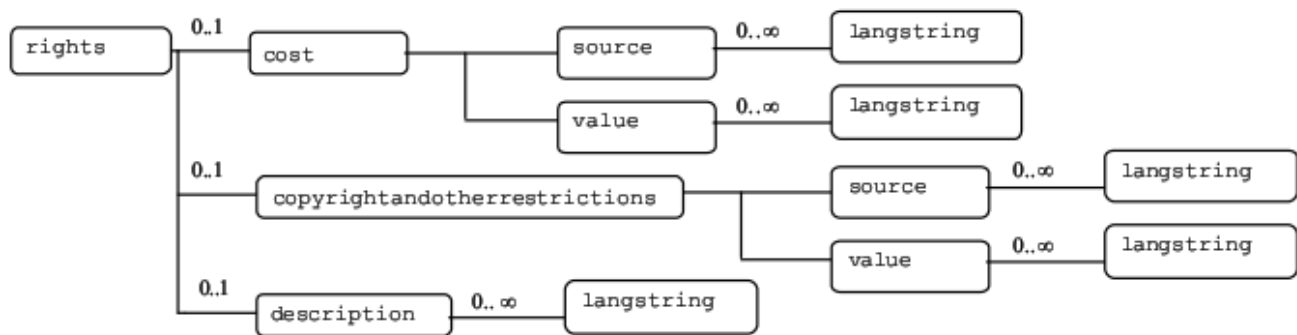 rights
0..1
cost
source
0..∞
langstring
value
0..∞
langstring
0..1
copyrightandotherrestrictions
source
0..∞
langstring
value
0..∞
langstring
0..1
description
0.. ∞
langstring